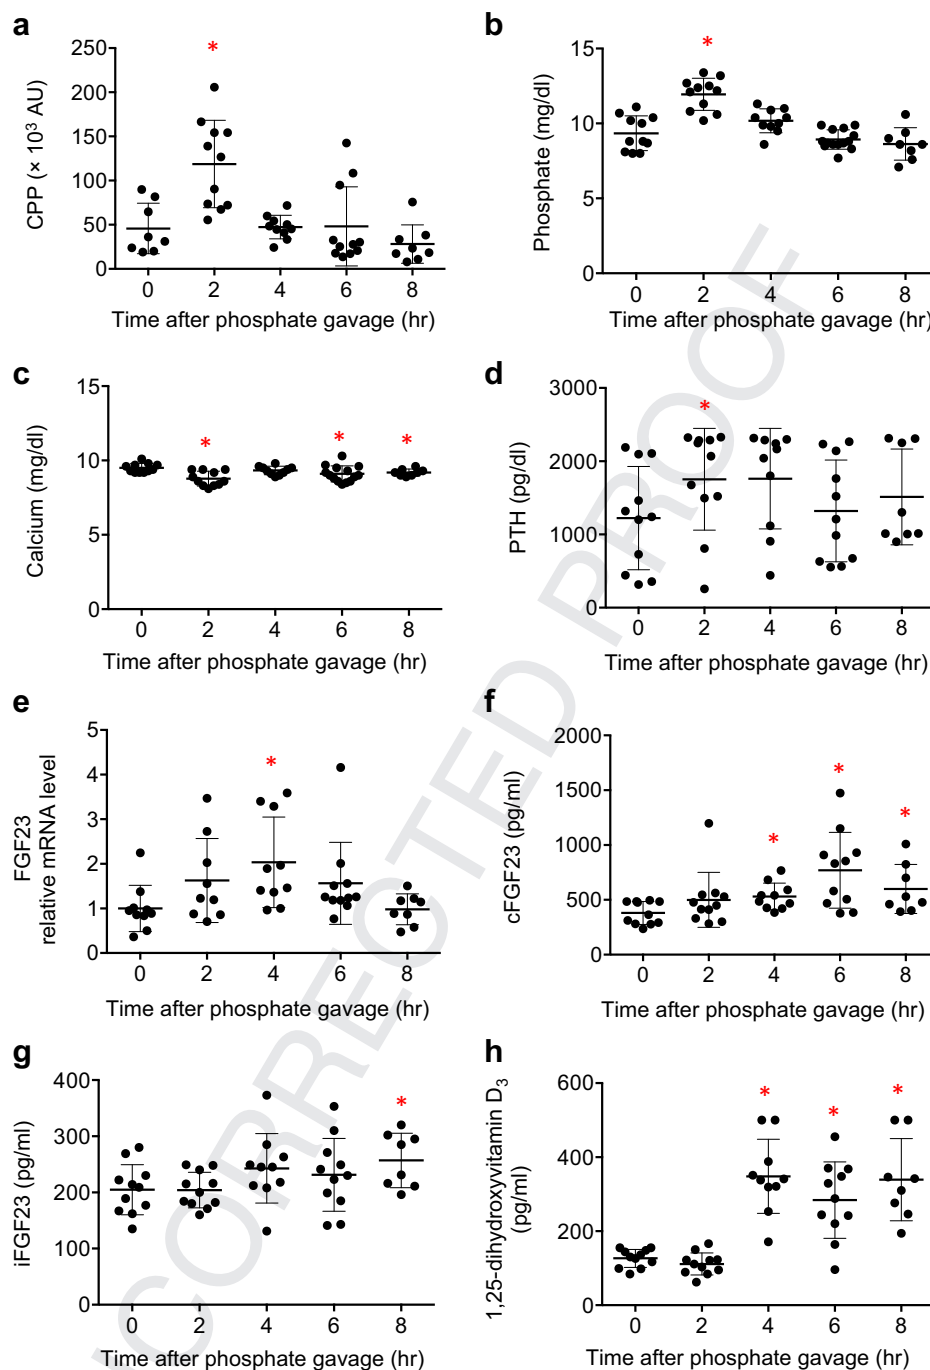 a
250
200
150
100
50
0
CPP (× 10³ AU)
*
0 2 4 6 8
Time after phosphate gavage (hr)
b
15
10
5
0
Phosphate (mg/dl)
*
0 2 4 6 8
Time after phosphate gavage (hr)
c
15
10
5
0
Calcium (mg/dl)
* * *
0 2 4 6 8
Time after phosphate gavage (hr)
d
3000
2000
1000
0
PTH (pg/dl)
*
0 2 4 6 8
Time after phosphate gavage (hr)
e
5
4
3
2
1
0
FGF23
relative mRNA level
*
0 2 4 6 8
Time after phosphate gavage (hr)
f
2000
1500
1000
500
0
cFGF23 (pg/ml)
* * *
0 2 4 6 8
Time after phosphate gavage (hr)
g
400
300
200
100
0
iFGF23 (pg/ml)
*
0 2 4 6 8
Time after phosphate gavage (hr)
h
600
400
200
0
1,25-dihydroxyvitamin D₃
(pg/ml)
* * *
0 2 4 6 8
Time after phosphate gavage (hr)
CORRECTED PROOF